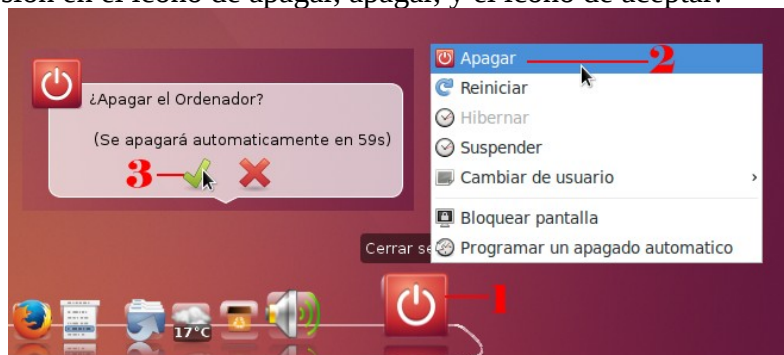 en el icono de apagar, apagar, y el icono de aceptar.
¿Apagar el Ordenador?
(Se apagará automaticamente en 59s)
3
Apagar
2
Reiniciar
Hibernar
Suspender
Cambiar de usuario
Bloquear pantalla
Programar un apagado automatico
Cerrar
1
17°C